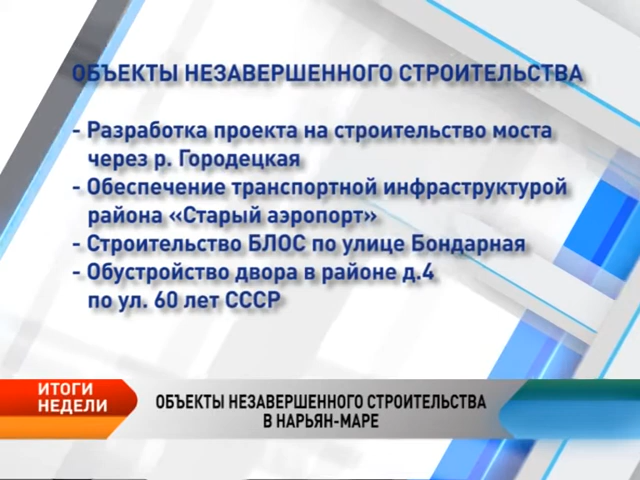 ОБЪЕКТЫ НЕЗАВЕРШЕННОГО СТРОИТЕЛЬСТВА
- Разработка проекта на строительство моста
через р. Городецкая
- Обеспечение транспортной инфраструктурой
района «Старый аэропорт»
- Строительство БЛОС по улице Бондарная
- Обустройство двора в районе д.4
по ул. 60 лет СССР
ИТОГИ
НЕДЕЛИ
ОБЪЕКТЫ НЕЗАВЕРШЕННОГО СТРОИТЕЛЬСТВА
В НАРЬЯН-МАРЕ